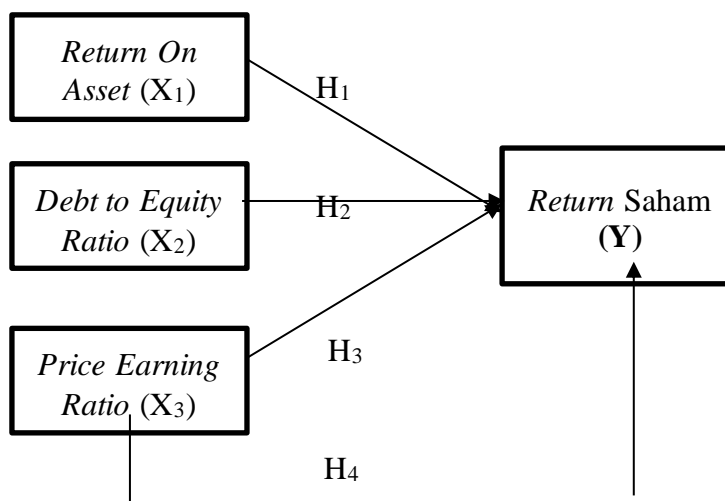 Return On
Asset (X1)
H1
Debt to Equity
Ratio (X2)
H2
Return Saham
(Y)
Price Earning
Ratio (X3)
H3
H4